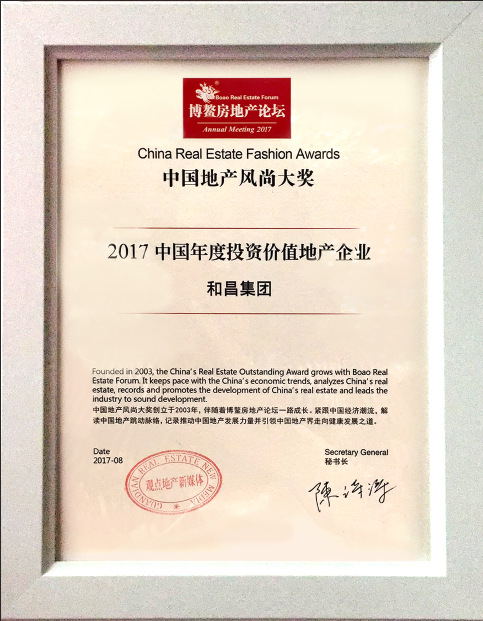 Boao Real Estate Forum
博鳌房地产论坛
Annual Meeting 2017
China Real Estate Fashion Awards
中国地产风尚大奖
2017 中国年度投资价值地产企业
和昌集团
Founded in 2003, the China's Real Estate Outstanding Award grows with Boao Real
Estate Forum. It keeps pace with the China's economic trends, analyzes China's real
estate, records and promotes the development of China's real estate and leads the
industry to sound development.
中国地产风尚大奖创立于2003年，伴随着博鳌房地产论坛一路成长。紧跟中国经济潮流，解
读中国地产跳动脉络，记录推动中国地产发展力量并引领中国地产界走向健康发展之道。
Date
2017-08
Secretary General
秘书长
GUANDIAN REAL ESTATE NEW MEDIA
观点地产新媒体